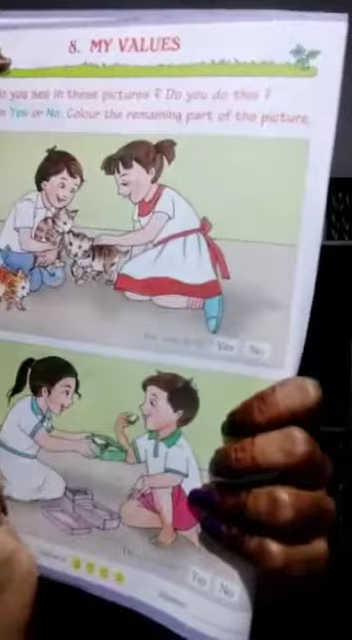 8. MY VALUES
you see in these pictures ? Do you do this ?
Yes or No. Colour the remaining part of the picture.
Yes No
Yes No